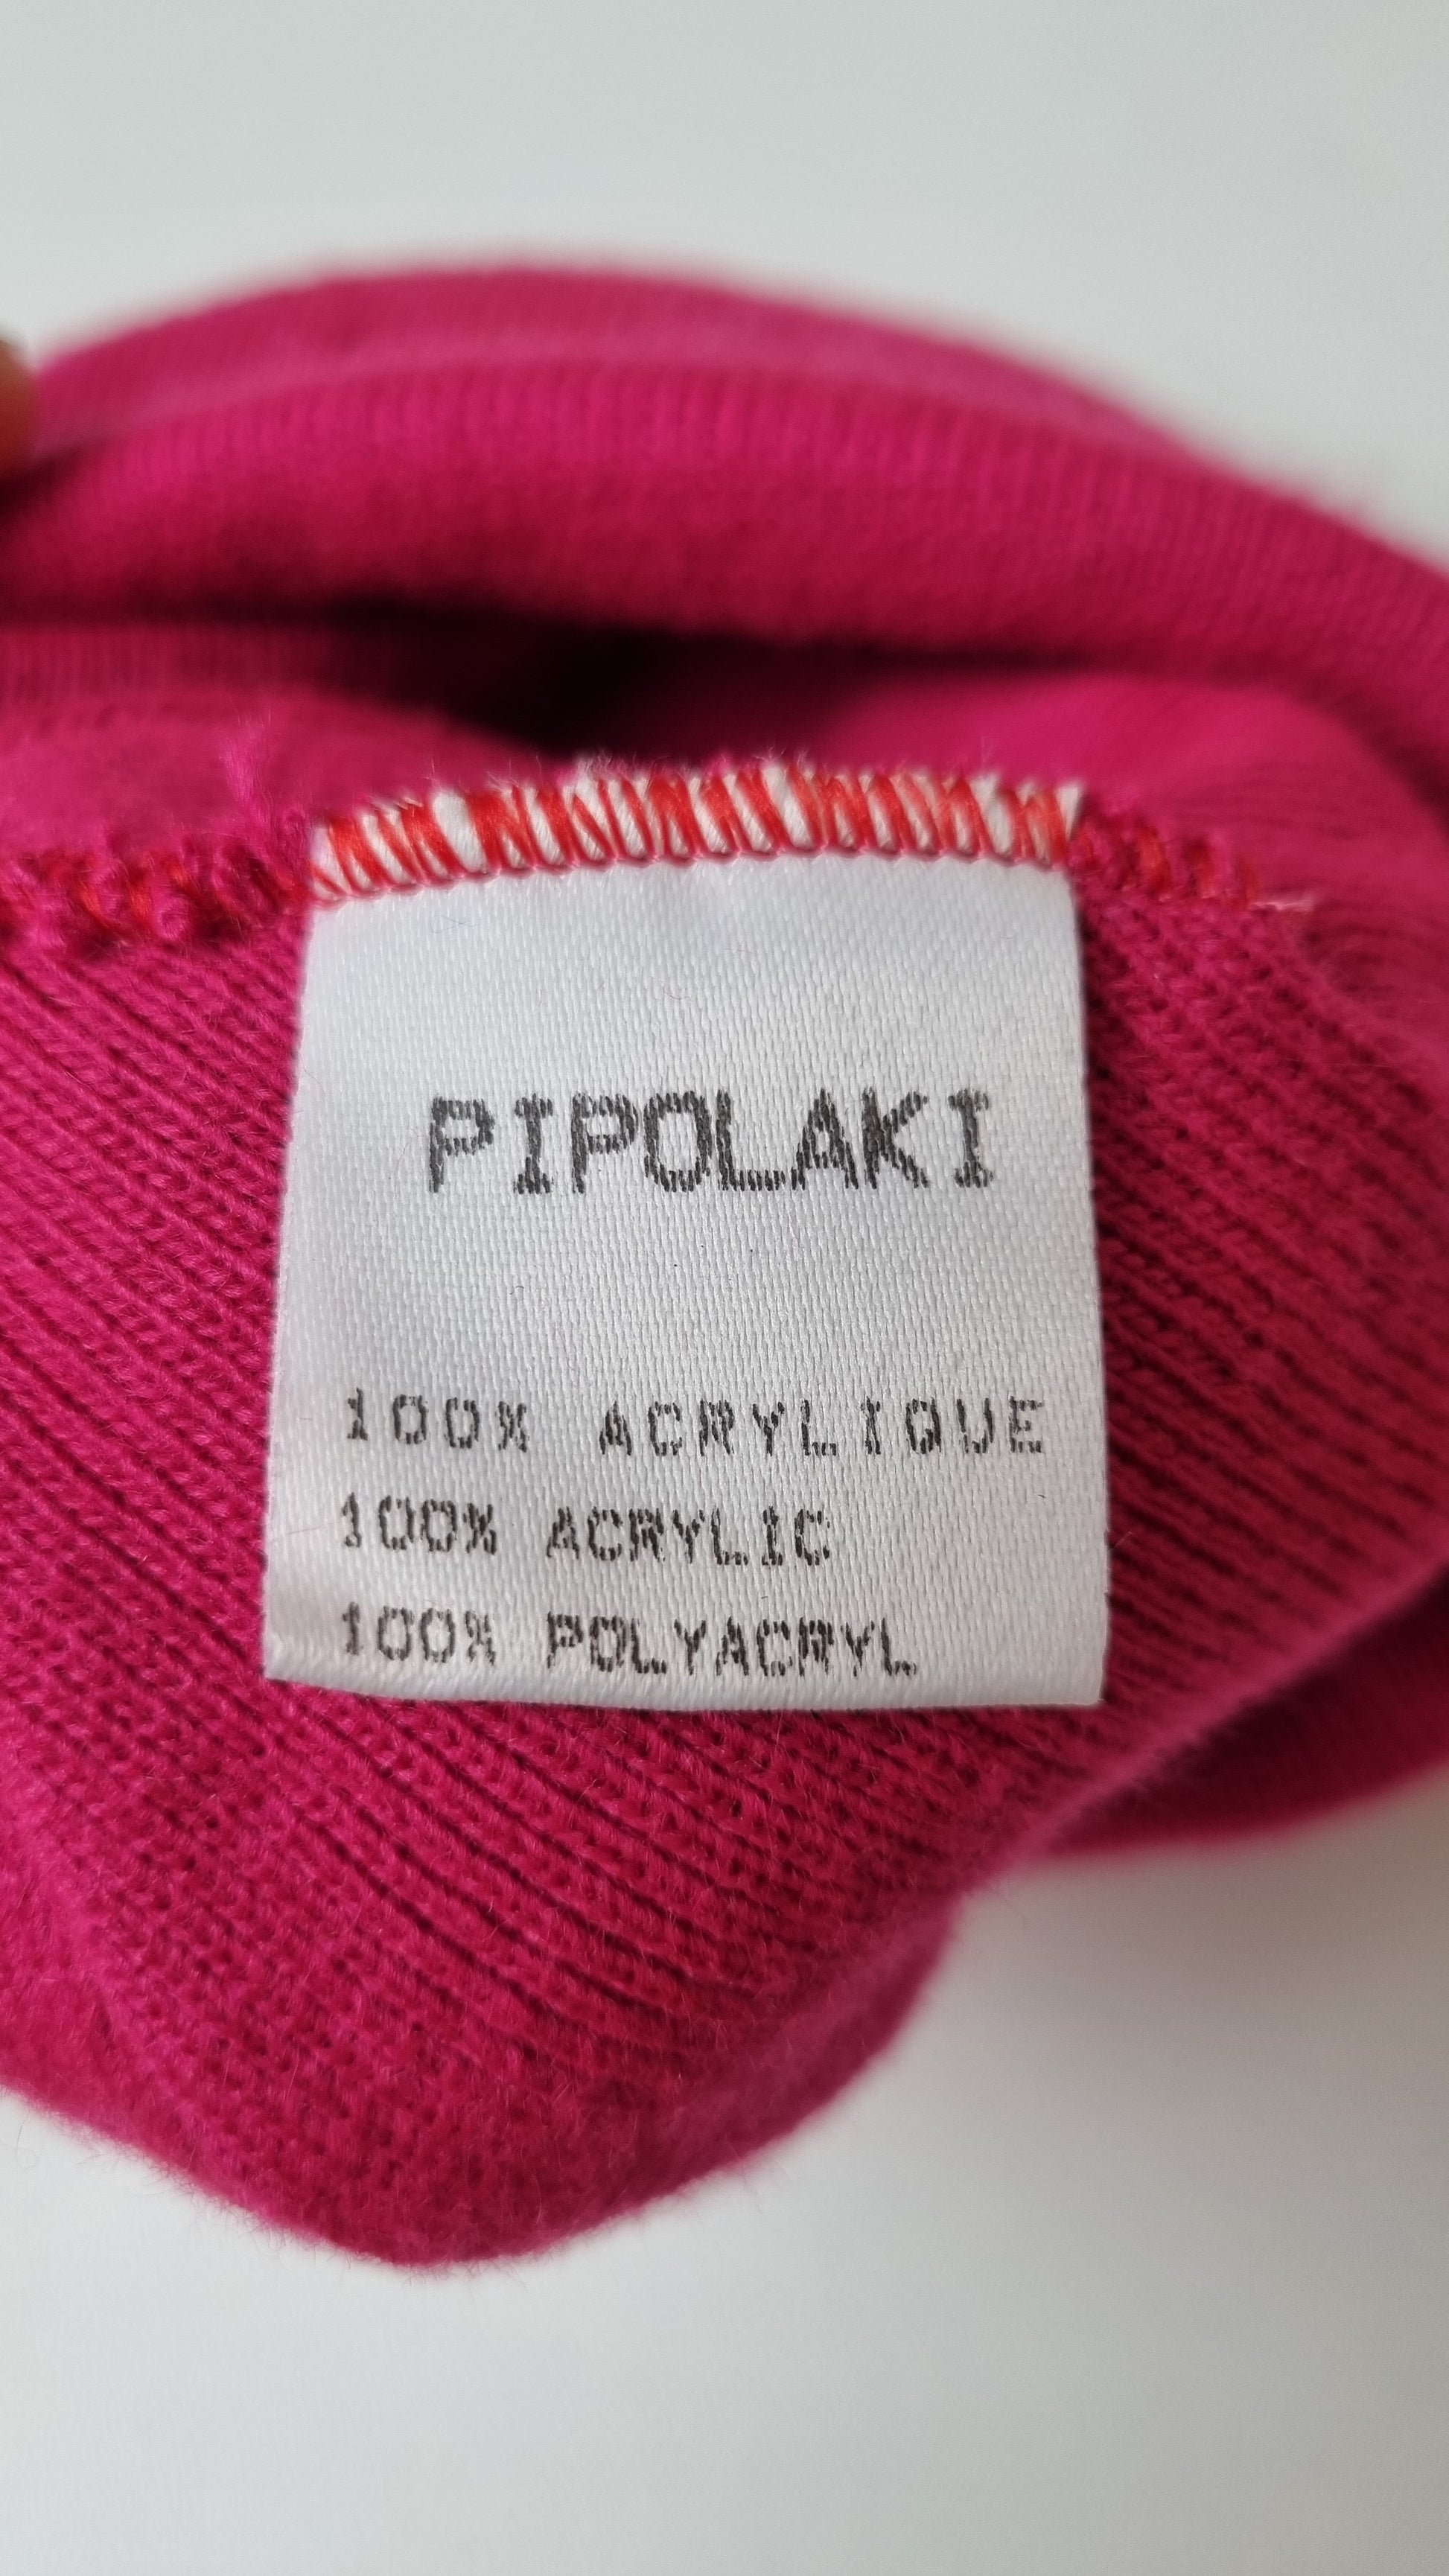 PIPOLAKI
100% ACRYLIQUE
100% ACRYLIC
100% POLYACRYL